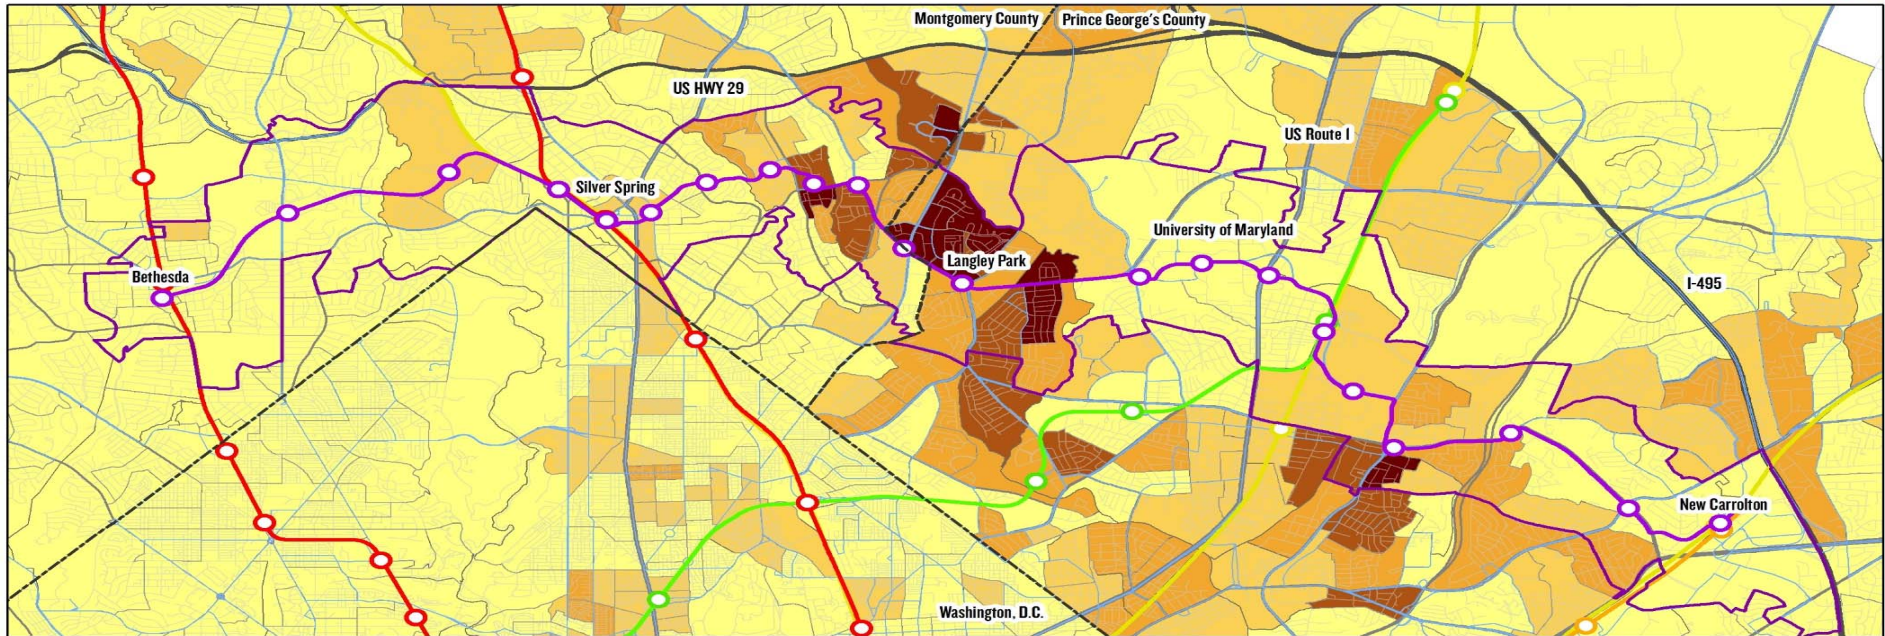 Montgomery County
Prince George's County
US HWY 29
US Route 1
Silver Spring
University of Maryland
Langley Park
Bethesda
I-495
New Carrolton
Washington, D.C.